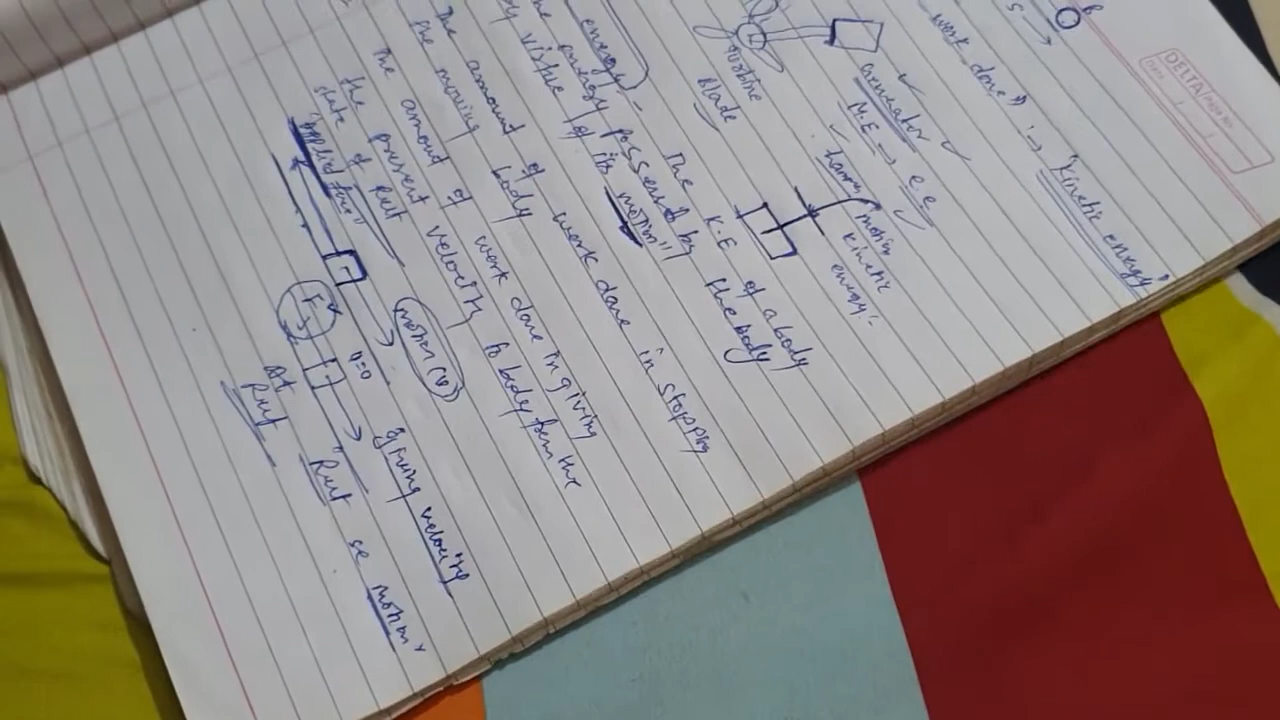 DELTA
work done" :→ "Kinetic energy"
Generator
M.E → e.e
turbine
Blade
hammer motion
kinetic
energy :-
energy :- The K.E of a body
the energy possessed by the body
by virtue of its motion"
The amount of work done in stopping
the moving body
The amount of work done in giving
the present velocity to body from the
state of Rest
"Applied force"
motion (v)
u=0
giving velocity
F
s
At
Rest
"Rest se motion"